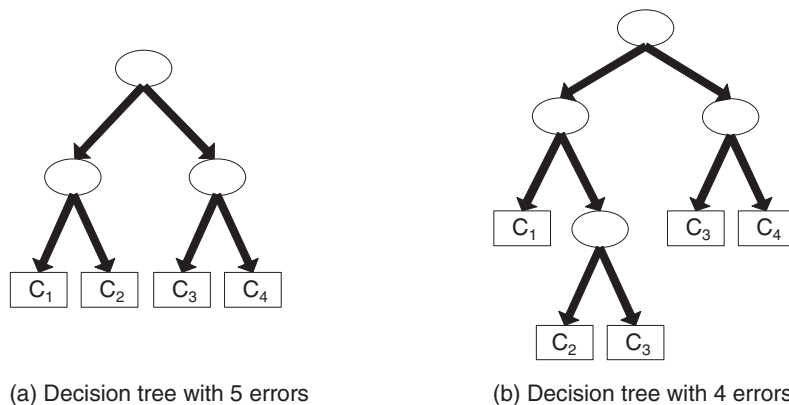 C₁
C₂
C₃
C₄
(a) Decision tree with 5 errors
C₁
C₃
C₄
C₂
C₃
(b) Decision tree with 4 errors